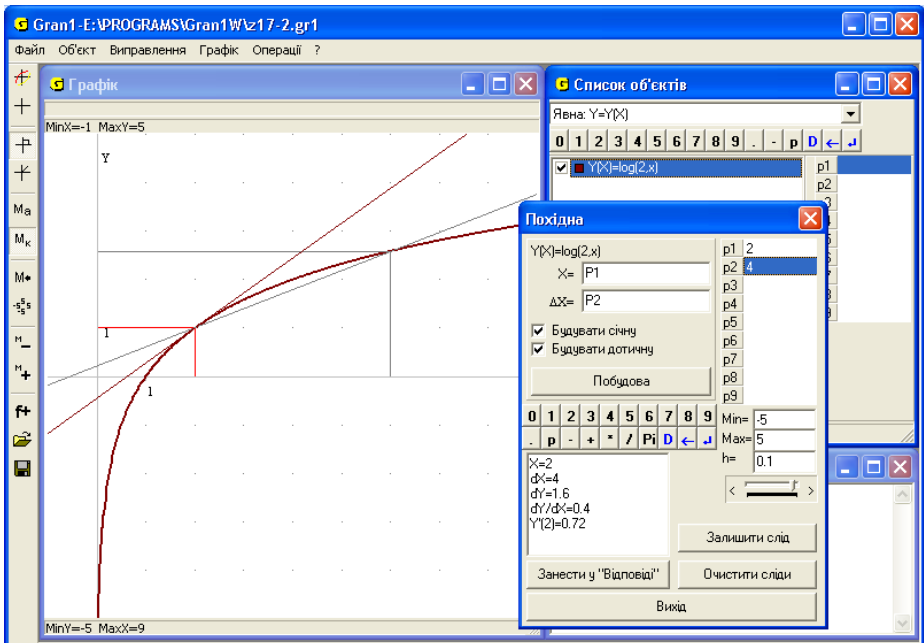 Gran1-E:\PROGRAMS\Gran1W\z17-2.gr1
Файл Об'єкт Виправлення Графік Операції ?
Графік
MinX=-1 MaxY=5
Y
1
1
MinY=-5 MaxX=9
Ма
Мк
М
-5 5 5
М
М+
f+
Список об'єктів
Явна: Y=Y(X)
0 1 2 3 4 5 6 7 8 9 . - p D ← ↲
Y(X)=log(2,x)
p1
p2
Похідна
Y(X)=log(2,x)
X= P1
ΔX= P2
Будувати січну
Будувати дотичну
Побудова
p1 2
p2 4
p3
p4
p5
p6
p7
p8
p9
0 1 2 3 4 5 6 7 8 9
. p - + * / Pi D ← ↲
Min= -5
Max= 5
h= 0.1
< >
X=2
dX=4
dY=1.6
dY/dX=0.4
Y'(2)=0.72
Залишити слід
Занести у "Відповіді"
Очистити сліди
Вихід